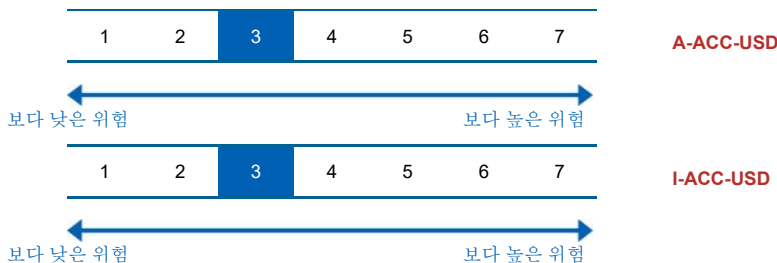 1 2 3 4 5 6 7 A-ACC-USD
보다 낮은 위험 보다 높은 위험
1 2 3 4 5 6 7 I-ACC-USD
보다 낮은 위험 보다 높은 위험